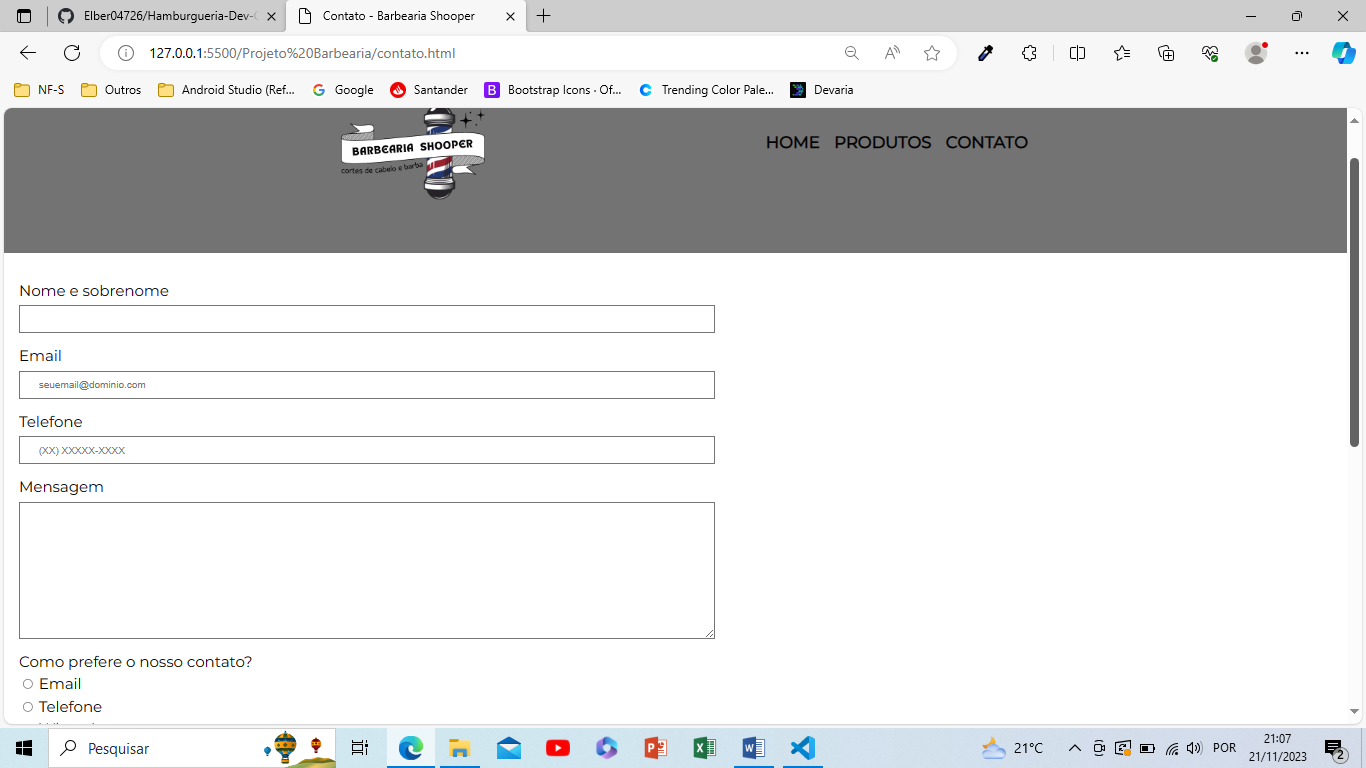 Elber04726/Hamburgueria-Dev-
Contato - Barbearia Shooper
127.0.0.1:5500/Projeto%20Barbearia/contato.html
NF-S
Outros
Android Studio (Ref...
Google
Santander
Bootstrap Icons · Of...
Trending Color Pale...
Devaria
BARBEARIA SHOOPER
cortes de cabelo e barba
HOME PRODUTOS CONTATO
Nome e sobrenome
Email
seuemail@dominio.com
Telefone
(XX) XXXXX-XXXX
Mensagem
Como prefere o nosso contato?
Email
Telefone
Pesquisar
21°C
POR
21:07
21/11/2023
2